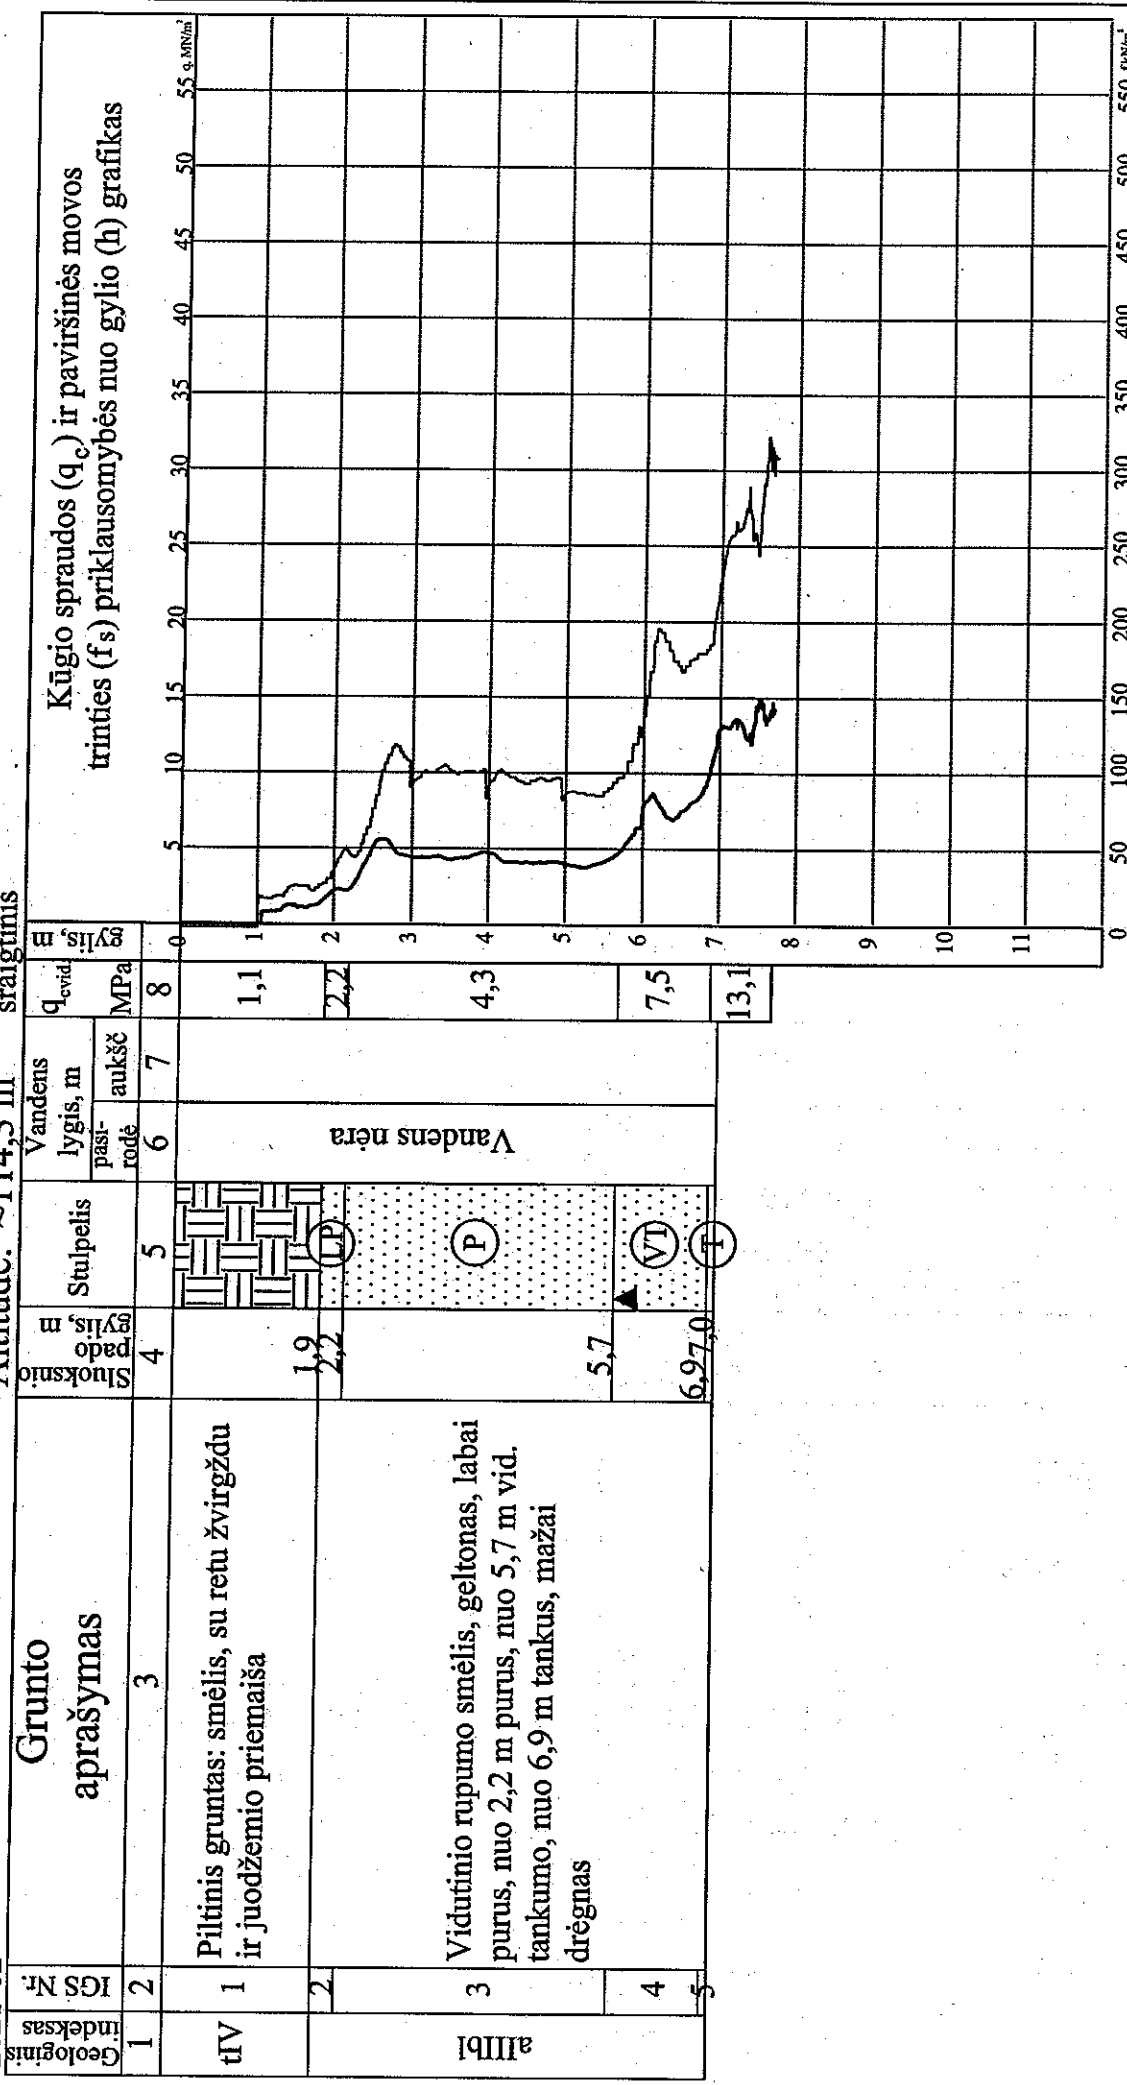 Altitudė: ~114,5 m sraigtinis
Geologinis
indeksas
IGS Nr.
Grunto
aprašymas
Sluoksnio
pado
gylis, m
Stulpelis
Vandens
lygis, m
pasi-
rodė
aukšč
qcvid.
MPa
gylis, m
Kūgio spraudos (qc) ir paviršinės movos
trinties (fs) priklausomybės nuo gylio (h) grafikas
1 2 3 4 5 6 7 8
5 10 15 20 25 30 35 40 45 50 55 q, MN/m²
tIV
1
Piltinis gruntas: smėlis, su retu žvirgždu
ir juodžemio priemaiša
1,9
1,1
aIIIbl
2
3
4
5
Vidutinio rupumo smėlis, geltonas, labai
purus, nuo 2,2 m purus, nuo 5,7 m vid.
tankumo, nuo 6,9 m tankus, mažai
drėgnas
2,2
5,7
6,9
7,0
LP
P
VT
T
Vandens nėra
2,2
4,3
7,5
13,1
0
1
2
3
4
5
6
7
8
9
10
11
0 50 100 150 200 250 300 350 400 450 500 550 f, kN/m²